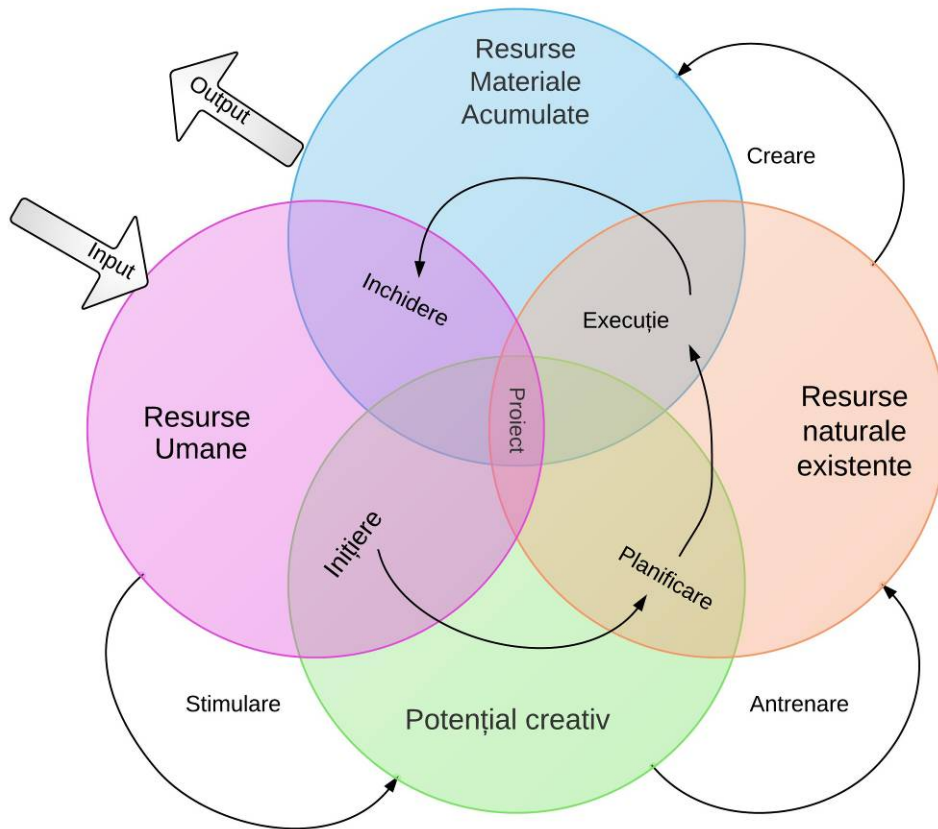 Resurse
Materiale
Acumulate
Output
Creare
Input
Inchidere
Execuție
Resurse
Umane
Proiect
Resurse
naturale
existente
Inițiere
Planificare
Stimulare
Potențial creativ
Antrenare